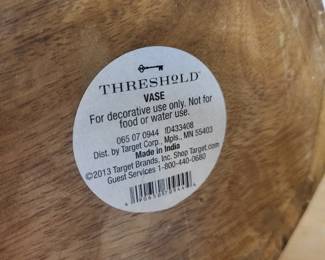 THRESHOLD
VASE
For decorative use only. Not for
food or water use.
065 07 0944 ID433408
Dist. by Target Corp., Mpls., MN 55403
Made in India
©2013 Target Brands, Inc. Shop Target.com
Guest Services 1-800-440-0680